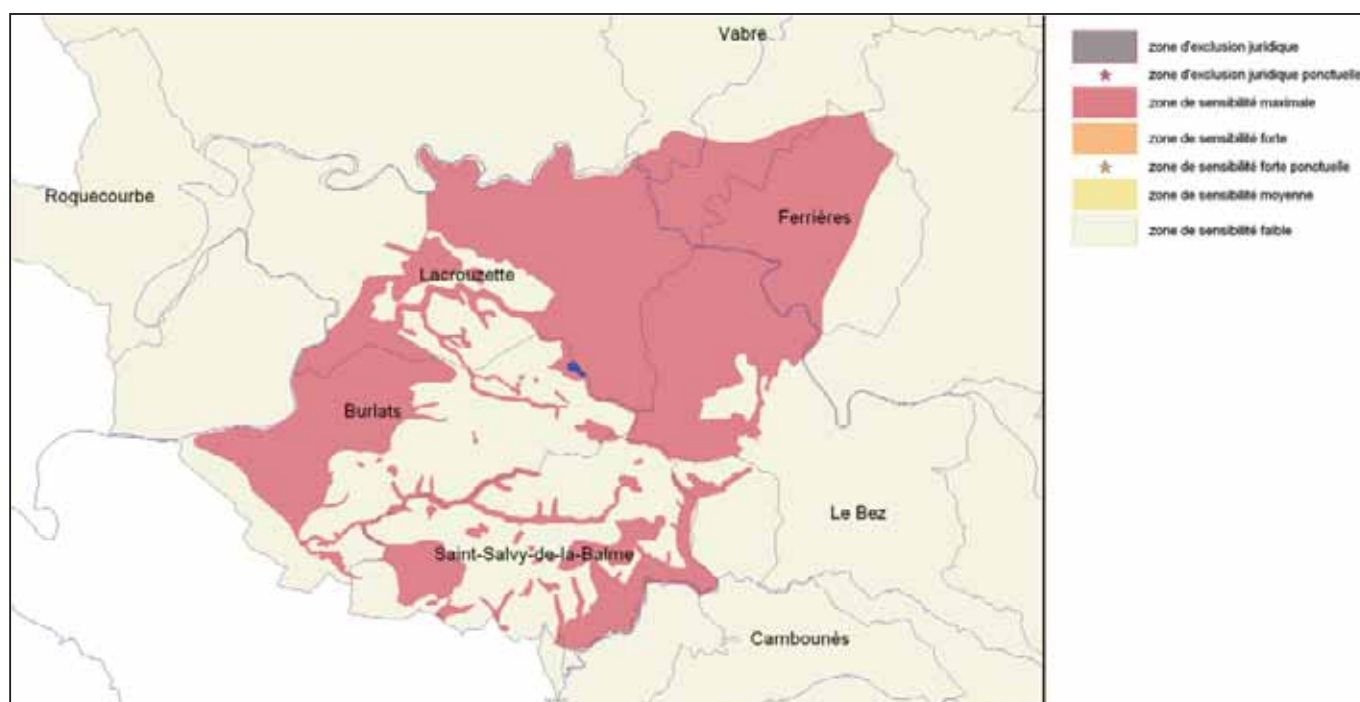 Vabre
Roquecourbe
Ferrières
Lacrouzette
Burlats
Le Bez
Saint-Salvy-de-la-Balme
Cambounès
zone d'exclusion juridique
zone d'exclusion juridique ponctuelle
zone de sensibilité maximale
zone de sensibilité forte
zone de sensibilité forte ponctuelle
zone de sensibilité moyenne
zone de sensibilité faible